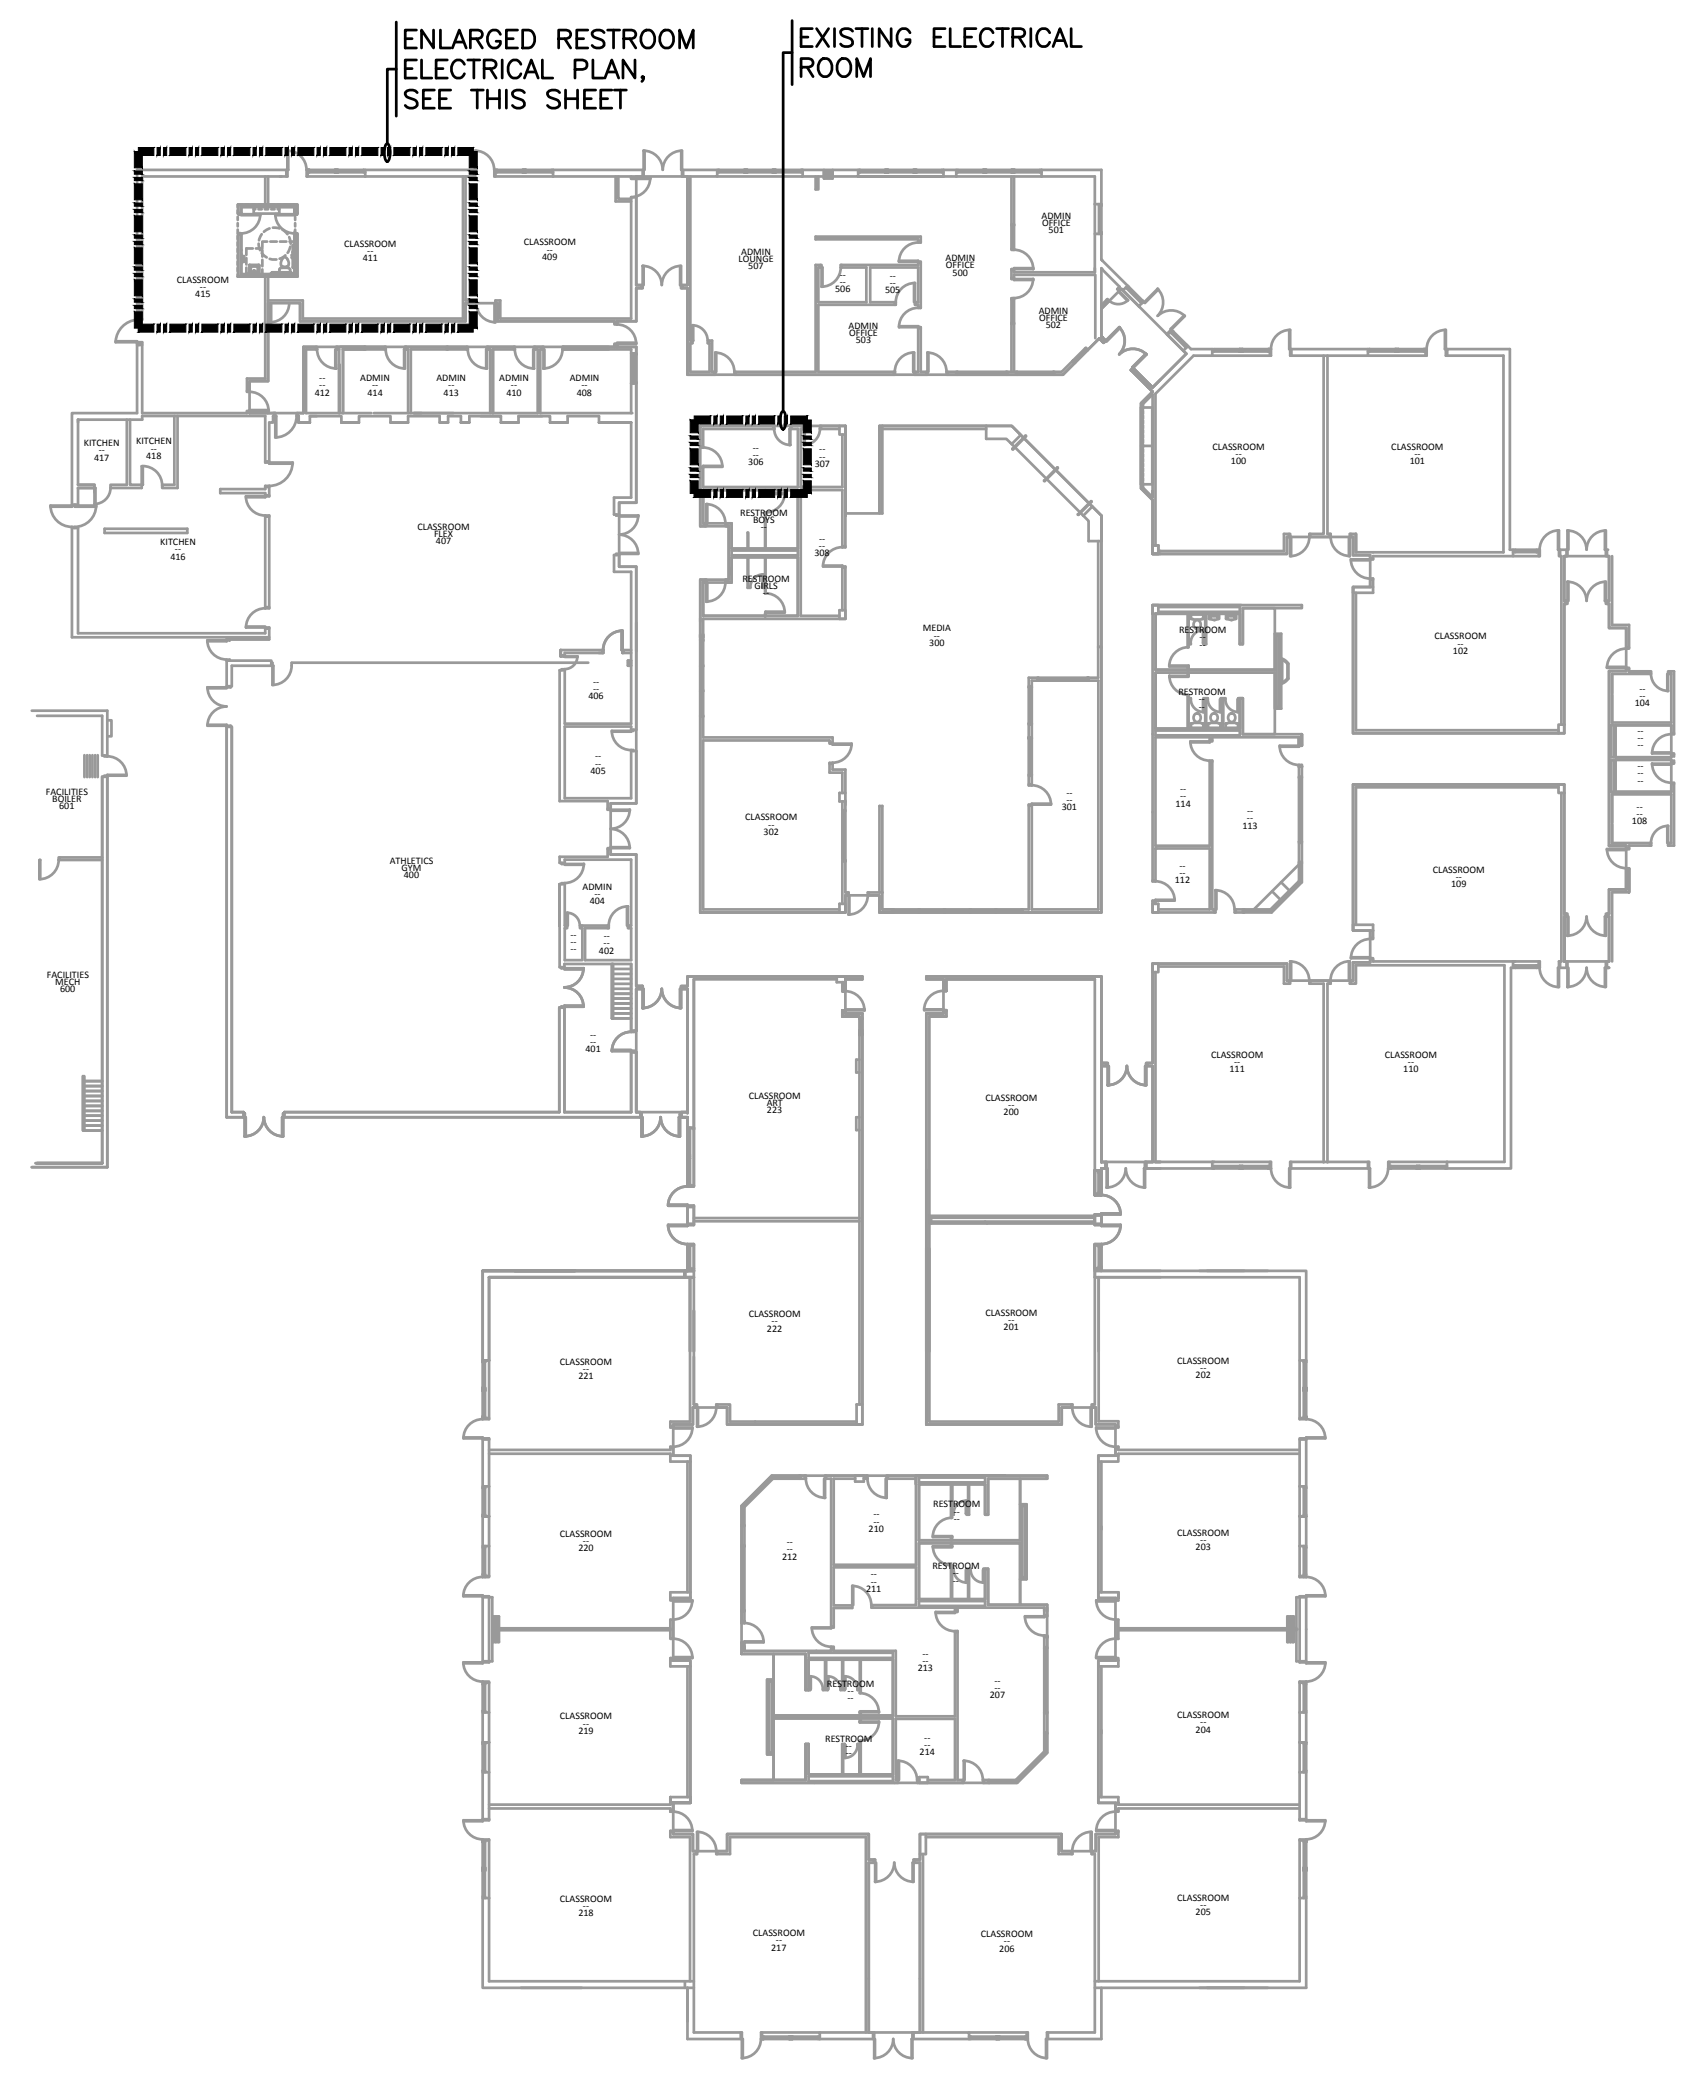 ENLARGED RESTROOM
ELECTRICAL PLAN,
SEE THIS SHEET
EXISTING ELECTRICAL
ROOM
CLASSROOM
--
411
CLASSROOM
--
415
CLASSROOM
--
409
ADMIN
LOUNGE
507
ADMIN
OFFICE
501
ADMIN
OFFICE
500
--
--
506
--
--
505
ADMIN
OFFICE
503
ADMIN
OFFICE
502
--
--
412
ADMIN
--
414
ADMIN
--
413
ADMIN
--
410
ADMIN
--
408
KITCHEN
--
417
KITCHEN
--
418
KITCHEN
--
416
CLASSROOM
FLEX
407
--
--
306
--
--
307
RESTROOM
BOYS
--
--
--
308
RESTROOM
GIRLS
--
MEDIA
--
300
CLASSROOM
--
100
CLASSROOM
--
101
CLASSROOM
--
102
RESTROOM
--
--
RESTROOM
--
--
--
--
104
--
--
--
--
--
--
--
--
108
--
--
406
--
--
405
FACILITIES
BOILER
601
CLASSROOM
--
302
--
--
301
--
--
114
--
--
113
--
--
112
CLASSROOM
--
109
ATHLETICS
GYM
400
ADMIN
--
404
--
--
--
--
--
402
FACILITIES
MECH
600
--
--
401
CLASSROOM
ART
223
CLASSROOM
--
200
CLASSROOM
--
111
CLASSROOM
--
110
CLASSROOM
--
222
CLASSROOM
--
201
CLASSROOM
--
221
CLASSROOM
--
202
CLASSROOM
--
220
--
--
212
--
--
210
--
--
211
RESTROOM
--
--
RESTROOM
--
--
CLASSROOM
--
203
CLASSROOM
--
219
RESTROOM
--
--
--
--
213
--
--
207
RESTROOM
--
--
--
--
214
CLASSROOM
--
204
CLASSROOM
--
218
CLASSROOM
--
217
CLASSROOM
--
206
CLASSROOM
--
205